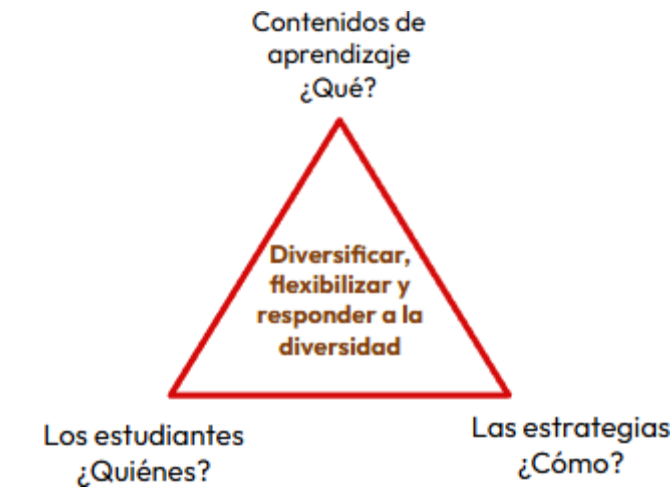 Contenidos de
aprendizaje
¿Qué?
Diversificar,
flexibilizar y
responder a la
diversidad
Los estudiantes
¿Quiénes?
Las estrategias
¿Cómo?